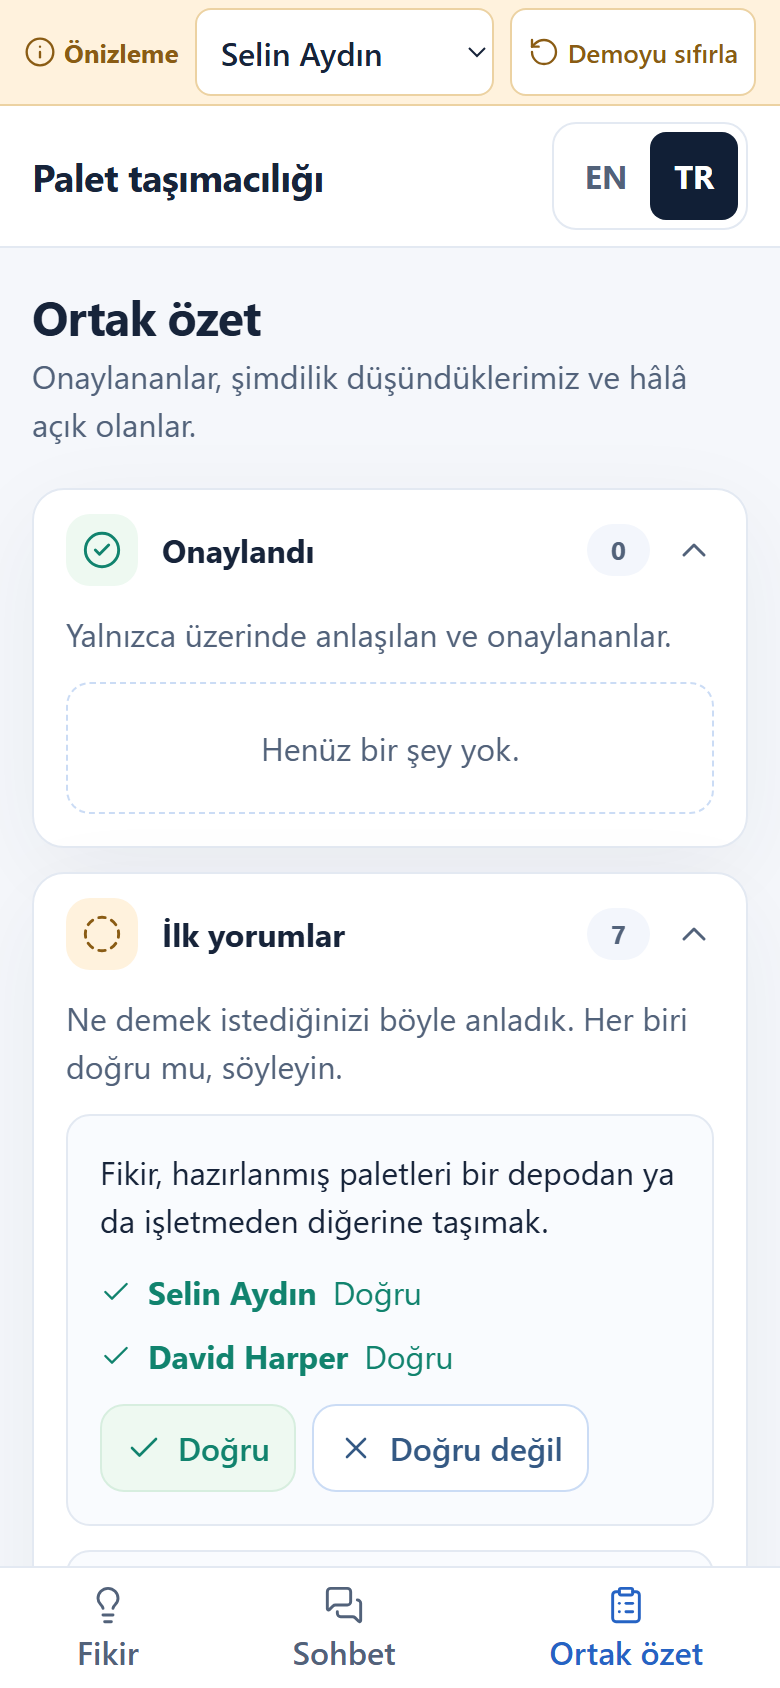 Önizleme
Selin Aydın
Demoyu sıfırla
Palet taşımacılığı
EN
TR
Ortak özet
Onaylananlar, şimdilik düşündüklerimiz ve hâlâ
açık olanlar.
Onaylandı
0
Yalnızca üzerinde anlaşılan ve onaylananlar.
Henüz bir şey yok.
İlk yorumlar
7
Ne demek istediğinizi böyle anladık. Her biri
doğru mu, söyleyin.
Fikir, hazırlanmış paletleri bir depodan ya
da işletmeden diğerine taşımak.
Selin Aydın Doğru
David Harper Doğru
Doğru
Doğru değil
Fikir
Sohbet
Ortak özet